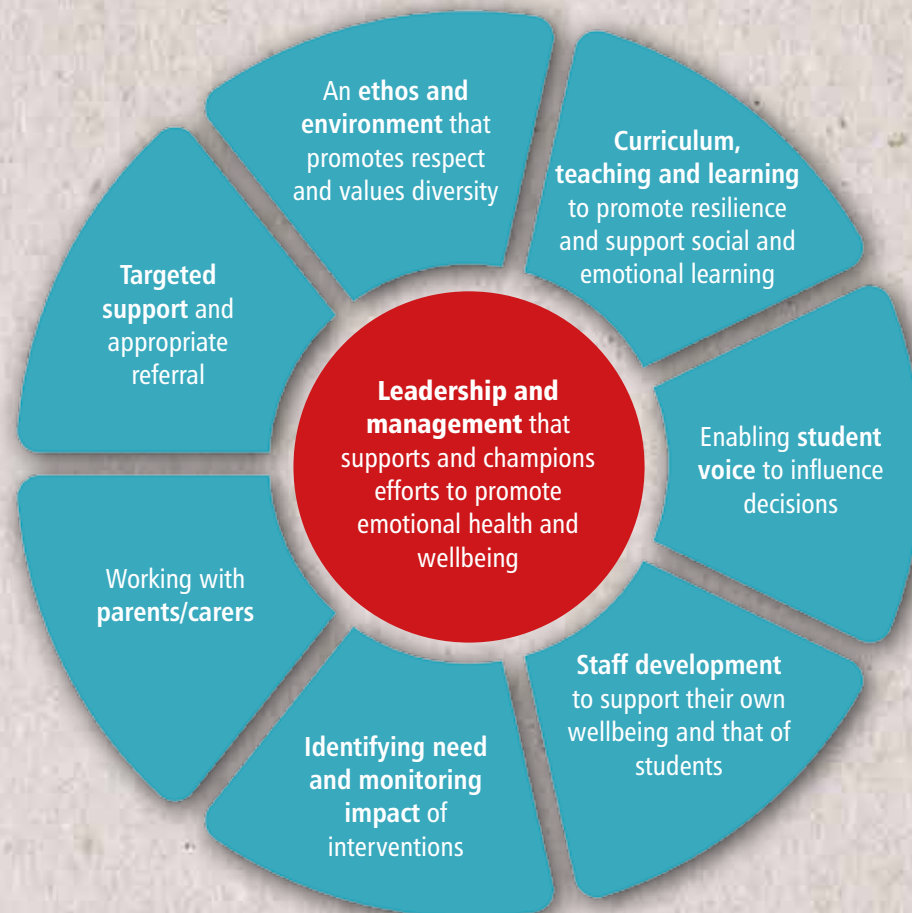 An ethos and
environment that
promotes respect
and values diversity
Curriculum,
teaching and learning
to promote resilience
and support social and
emotional learning
Enabling student
voice to influence
decisions
Staff development
to support their own
wellbeing and that of
students
Identifying need
and monitoring
impact of
interventions
Working with
parents/carers
Targeted
support and
appropriate
referral
Leadership and
management that
supports and champions
efforts to promote
emotional health and
wellbeing